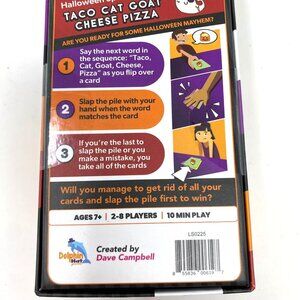 Halloween
TACO CAT GOAT
CHEESE PIZZA
ARE YOU READY FOR SOME HALLOWEEN MAYHEM?
1
Say the next word in
the sequence: "Taco,
Cat, Goat, Cheese,
Pizza" as you flip over
a card
2
Slap the pile with your
hand when the word
matches the card
3
If you're the last to
slap the pile or you
make a mistake, you
take all of the cards
Will you manage to get rid of all your
cards and slap the pile first to win?
AGES 7+ | 2-8 PLAYERS | 10 MIN PLAY
LS0225
Dolphin
Hat
Created by
Dave Campbell
8 65836 00619 7